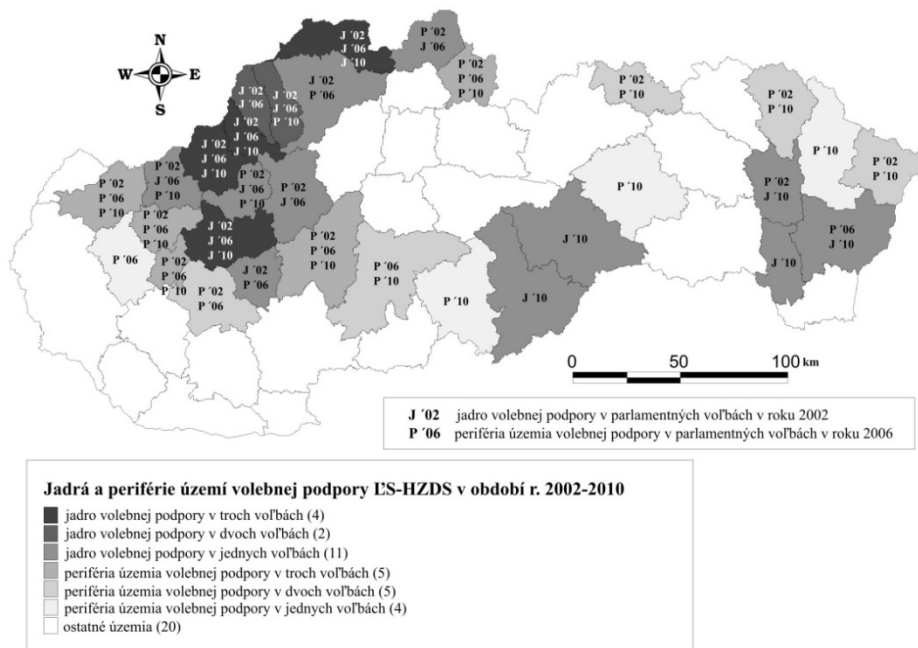 N
W E
S
J ´02
J ´06
J ´10
P ´02
J ´06
P ´02
P ´06
P ´10
J ´02
P ´06
J ´02
J ´06
J ´02
J ´06
P ´10
J ´02
J ´06
J ´10
J ´02
J ´06
J ´10
P ´02
P ´10
P ´02
P ´10
P ´10
P ´02
P ´10
P ´02
P ´06
P ´10
P ´02
J ´06
P ´10
P ´02
J ´06
P ´10
J ´02
J ´06
P ´10
P ´02
J ´10
P ´02
P ´06
P ´10
J ´02
J ´06
J ´10
P ´02
P ´06
P ´10
J ´10
P ´06
J ´10
P ´06
P ´02
P ´06
P ´10
J ´02
P ´06
P ´06
P ´10
J ´10
P ´02
P ´06
P ´10
J ´10
0 50 100 km
J ´02 jadro volebnej podpory v parlamentných voľbách v roku 2002
P ´06 periféria územia volebnej podpory v parlamentných voľbách v roku 2006
Jadrá a periférie území volebnej podpory ĽS-HZDS v období r. 2002-2010
jadro volebnej podpory v troch voľbách (4)
jadro volebnej podpory v dvoch voľbách (2)
jadro volebnej podpory v jedných voľbách (11)
periféria územia volebnej podpory v troch voľbách (5)
periféria územia volebnej podpory v dvoch voľbách (5)
periféria územia volebnej podpory v jedných voľbách (4)
ostatné územia (20)